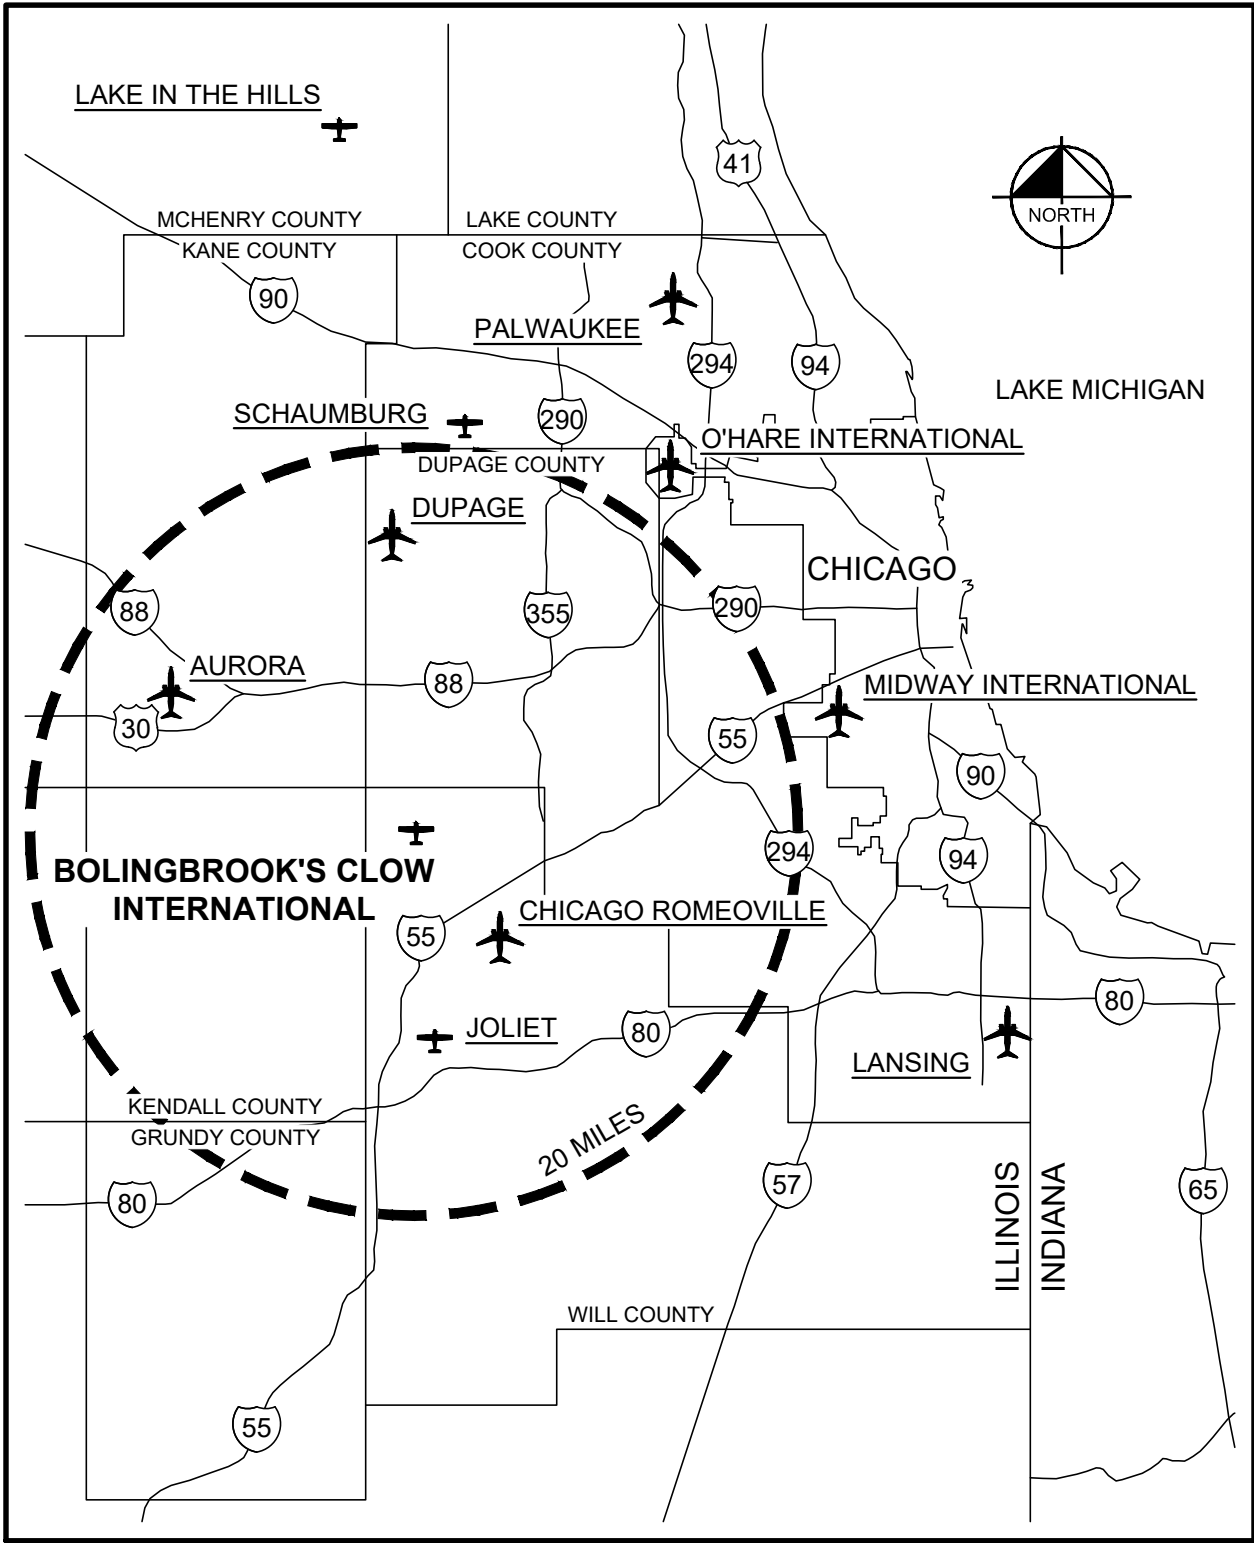 LAKE IN THE HILLS
41
NORTH
MCHENRY COUNTY
LAKE COUNTY
KANE COUNTY
COOK COUNTY
90
PALWAUKEE
294
94
LAKE MICHIGAN
SCHAUMBURG
290
O'HARE INTERNATIONAL
DUPAGE COUNTY
DUPAGE
CHICAGO
88
355
290
AURORA
88
MIDWAY INTERNATIONAL
30
55
90
294
94
BOLINGBROOK'S CLOW
INTERNATIONAL
CHICAGO ROMEOVILLE
55
80
JOLIET
80
LANSING
KENDALL COUNTY
GRUNDY COUNTY
20 MILES
80
57
ILLINOIS
INDIANA
65
WILL COUNTY
55